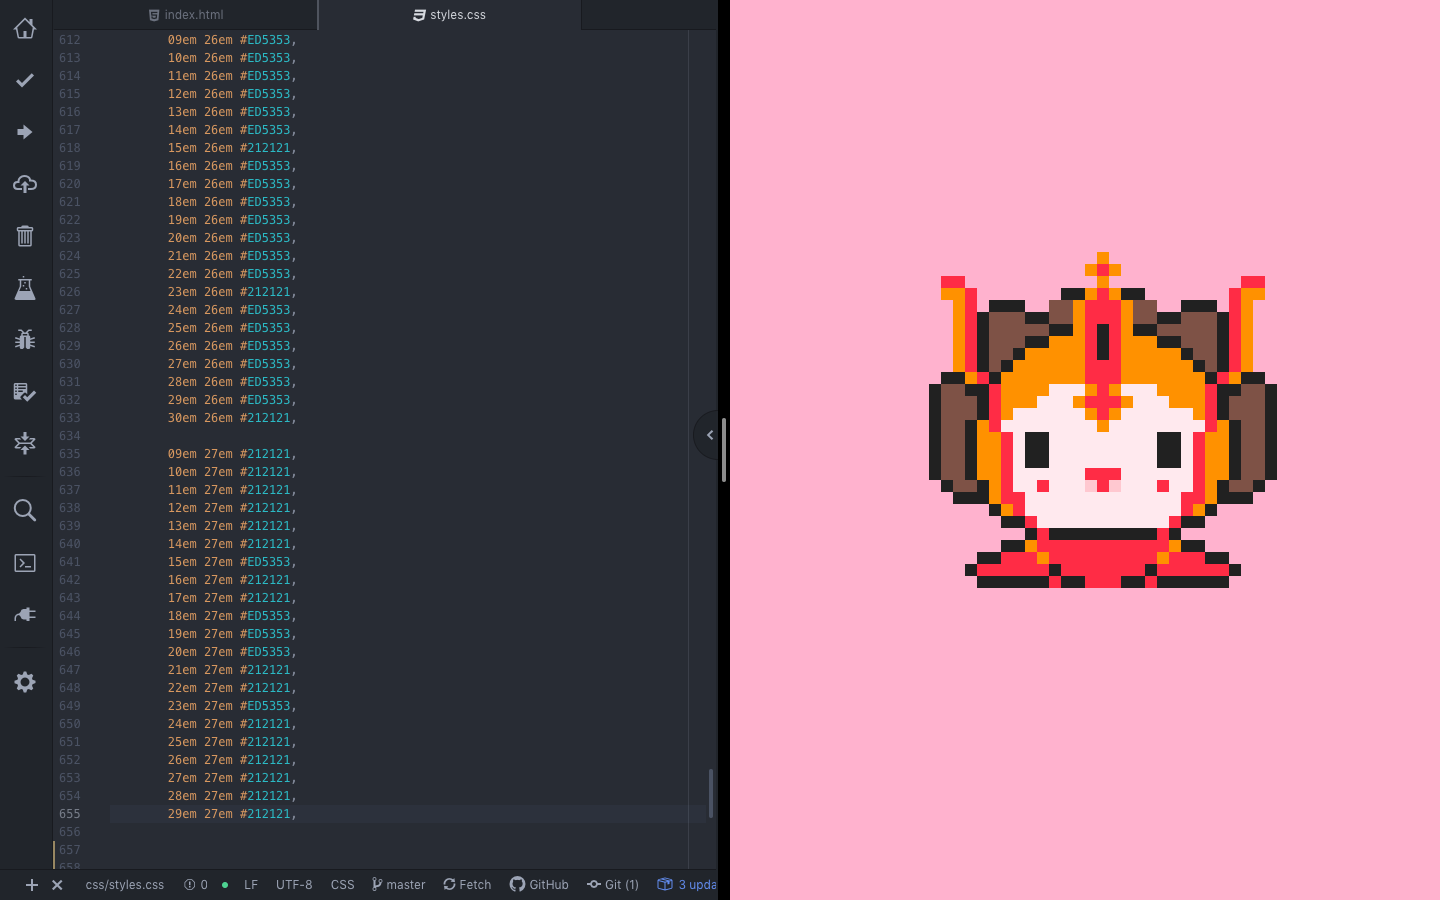 index.html
styles.css
612 09em 26em #ED5353,
613 10em 26em #ED5353,
614 11em 26em #ED5353,
615 12em 26em #ED5353,
616 13em 26em #ED5353,
617 14em 26em #ED5353,
618 15em 26em #212121,
619 16em 26em #ED5353,
620 17em 26em #ED5353,
621 18em 26em #ED5353,
622 19em 26em #ED5353,
623 20em 26em #ED5353,
624 21em 26em #ED5353,
625 22em 26em #ED5353,
626 23em 26em #212121,
627 24em 26em #ED5353,
628 25em 26em #ED5353,
629 26em 26em #ED5353,
630 27em 26em #ED5353,
631 28em 26em #ED5353,
632 29em 26em #ED5353,
633 30em 26em #212121,
634
635 09em 27em #212121,
636 10em 27em #212121,
637 11em 27em #212121,
638 12em 27em #212121,
639 13em 27em #212121,
640 14em 27em #212121,
641 15em 27em #ED5353,
642 16em 27em #212121,
643 17em 27em #212121,
644 18em 27em #ED5353,
645 19em 27em #ED5353,
646 20em 27em #ED5353,
647 21em 27em #212121,
648 22em 27em #212121,
649 23em 27em #ED5353,
650 24em 27em #212121,
651 25em 27em #212121,
652 26em 27em #212121,
653 27em 27em #212121,
654 28em 27em #212121,
655 29em 27em #212121,
656
657
658
css/styles.css 0 LF UTF-8 CSS master Fetch GitHub Git (1) 3 upda